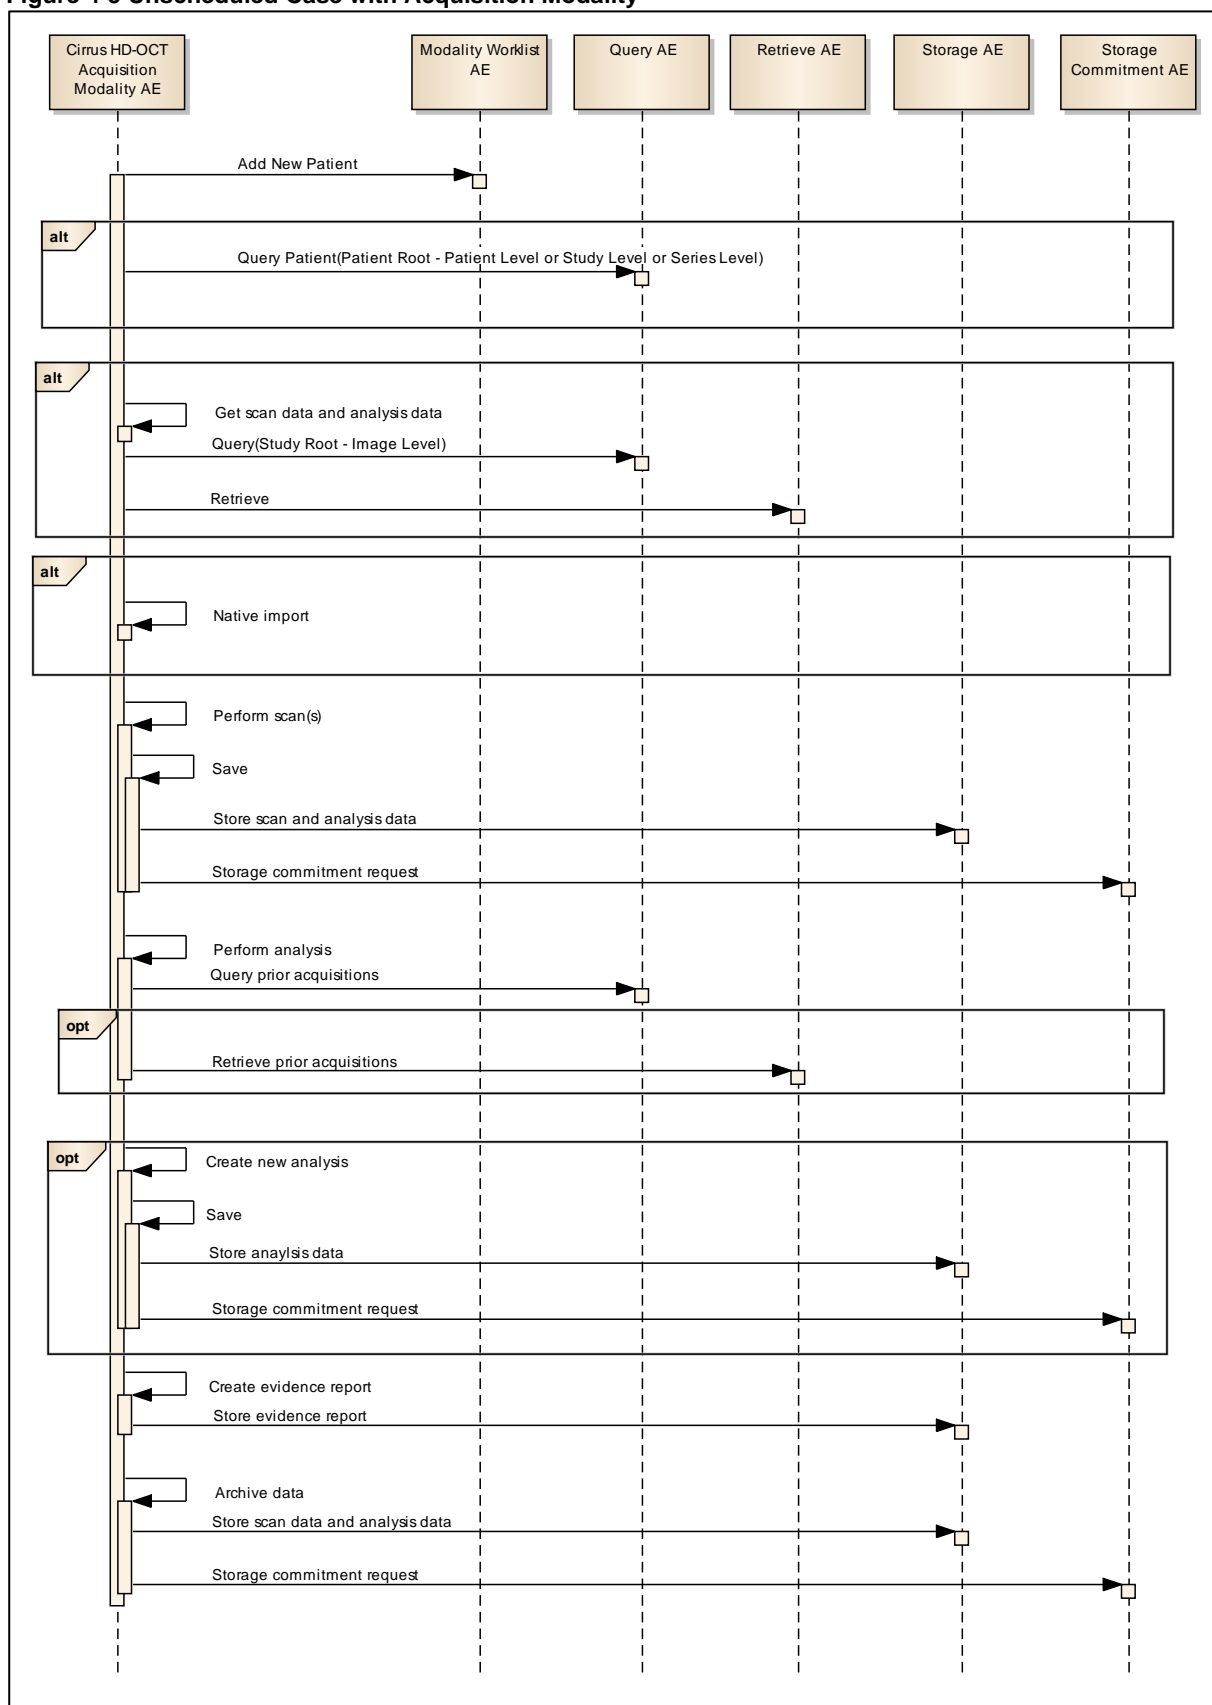 Figure 4-3 Unscheduled Case with Acquisition Modality
Cirrus HD-OCT
Acquisition
Modality AE
Modality Worklist
AE
Query AE
Retrieve AE
Storage AE
Storage
Commitment AE
Add New Patient
alt
Query Patient(Patient Root - Patient Level or Study Level or Series Level)
alt
Get scan data and analysis data
Query(Study Root - Image Level)
Retrieve
alt
Native import
Perform scan(s)
Save
Store scan and analysis data
Storage commitment request
Perform analysis
Query prior acquisitions
opt
Retrieve prior acquisitions
opt
Create new analysis
Save
Store anaylsis data
Storage commitment request
Create evidence report
Store evidence report
Archive data
Store scan data and analysis data
Storage commitment request